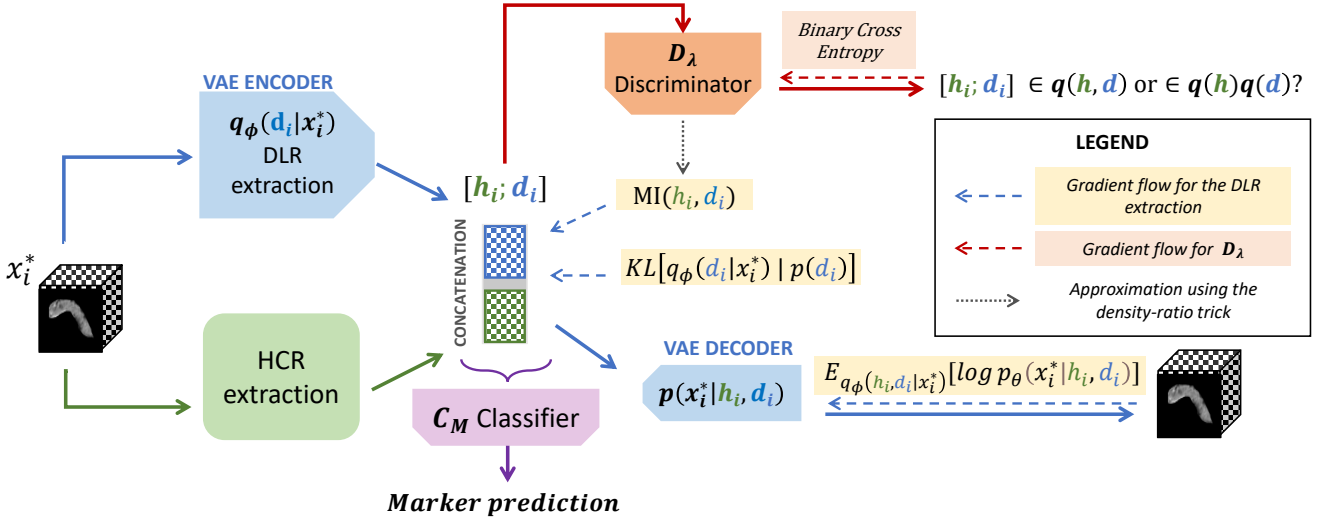 Binary Cross
Entropy
D_λ
Discriminator
[h_i; d_i] ∈ q(h, d) or ∈ q(h)q(d)?
VAE ENCODER
q_ϕ(d_i|x_i^*)
DLR
extraction
[h_i; d_i]
MI(h_i, d_i)
CONCATENATION
KL[q_ϕ(d_i|x_i^*) | p(d_i)]
x_i^*
HCR
extraction
VAE DECODER
p(x_i^*|h_i, d_i)
E_{q_ϕ(h_i,d_i|x_i^*)}[log p_θ(x_i^*|h_i, d_i)]
C_M Classifier
Marker prediction
LEGEND
Gradient flow for the DLR
extraction
Gradient flow for D_λ
Approximation using the
density-ratio trick